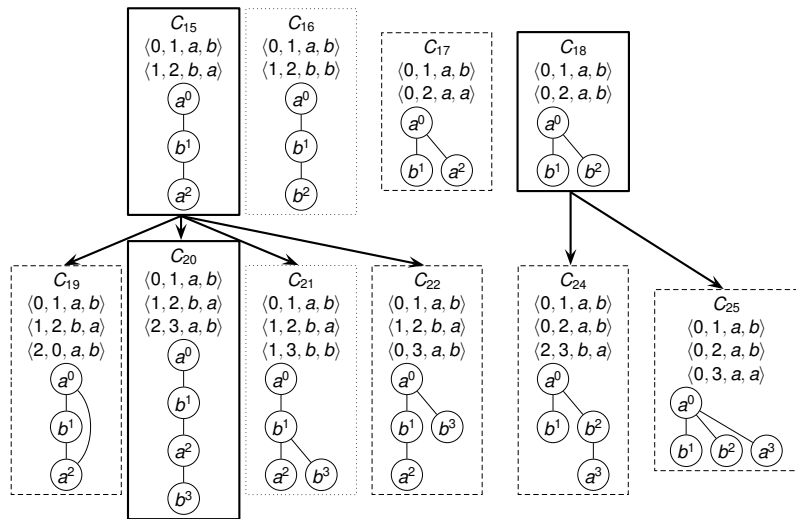 C15
⟨0, 1, a, b⟩
⟨1, 2, b, a⟩
a⁰
b¹
a²
C16
⟨0, 1, a, b⟩
⟨1, 2, b, b⟩
a⁰
b¹
b²
C17
⟨0, 1, a, b⟩
⟨0, 2, a, a⟩
a⁰
b¹ a²
C18
⟨0, 1, a, b⟩
⟨0, 2, a, b⟩
a⁰
b¹ b²
C19
⟨0, 1, a, b⟩
⟨1, 2, b, a⟩
⟨2, 0, a, b⟩
a⁰
b¹
a²
C20
⟨0, 1, a, b⟩
⟨1, 2, b, a⟩
⟨2, 3, a, b⟩
a⁰
b¹
a²
b³
C21
⟨0, 1, a, b⟩
⟨1, 2, b, a⟩
⟨1, 3, b, b⟩
a⁰
b¹
a² b³
C22
⟨0, 1, a, b⟩
⟨1, 2, b, a⟩
⟨0, 3, a, b⟩
a⁰
b¹ b³
a²
C24
⟨0, 1, a, b⟩
⟨0, 2, a, b⟩
⟨2, 3, b, a⟩
a⁰
b¹ b²
a³
C25
⟨0, 1, a, b⟩
⟨0, 2, a, b⟩
⟨0, 3, a, a⟩
a⁰
b¹ b² a³